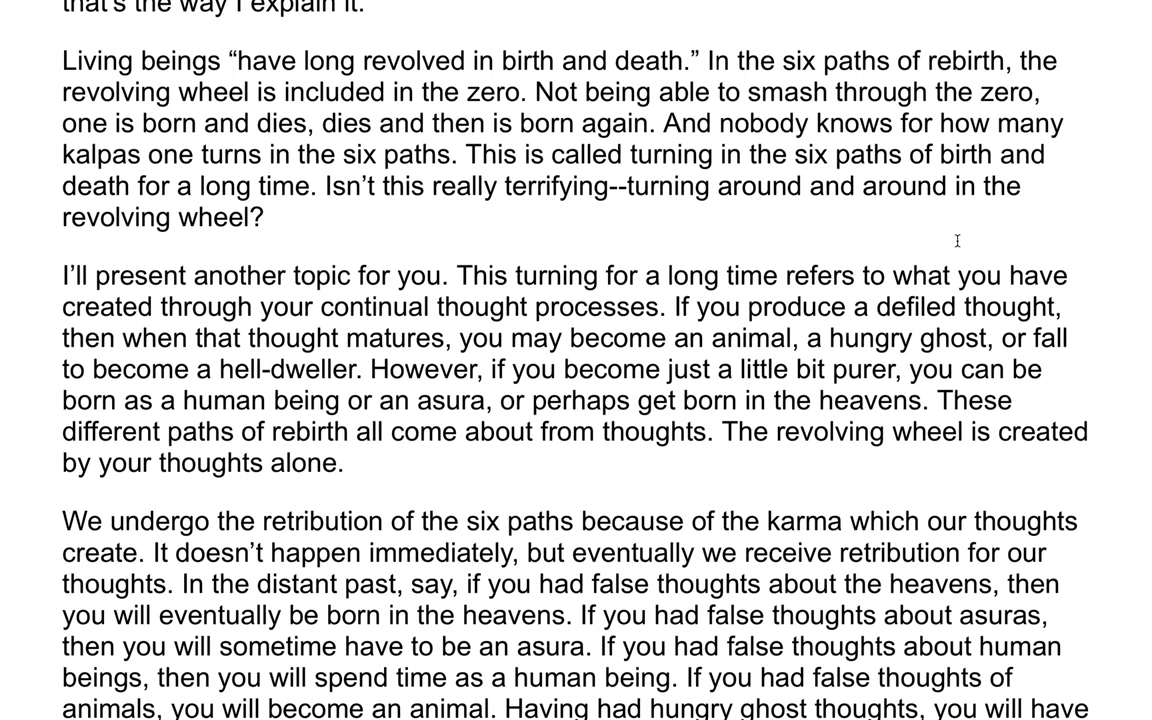 that's the way I explain it.
Living beings “have long revolved in birth and death.” In the six paths of rebirth, the
revolving wheel is included in the zero. Not being able to smash through the zero,
one is born and dies, dies and then is born again. And nobody knows for how many
kalpas one turns in the six paths. This is called turning in the six paths of birth and
death for a long time. Isn’t this really terrifying--turning around and around in the
revolving wheel?
I’ll present another topic for you. This turning for a long time refers to what you have
created through your continual thought processes. If you produce a defiled thought,
then when that thought matures, you may become an animal, a hungry ghost, or fall
to become a hell-dweller. However, if you become just a little bit purer, you can be
born as a human being or an asura, or perhaps get born in the heavens. These
different paths of rebirth all come about from thoughts. The revolving wheel is created
by your thoughts alone.
We undergo the retribution of the six paths because of the karma which our thoughts
create. It doesn’t happen immediately, but eventually we receive retribution for our
thoughts. In the distant past, say, if you had false thoughts about the heavens, then
you will eventually be born in the heavens. If you had false thoughts about asuras,
then you will sometime have to be an asura. If you had false thoughts about human
beings, then you will spend time as a human being. If you had false thoughts of
animals, you will become an animal. Having had hungry ghost thoughts, you will have